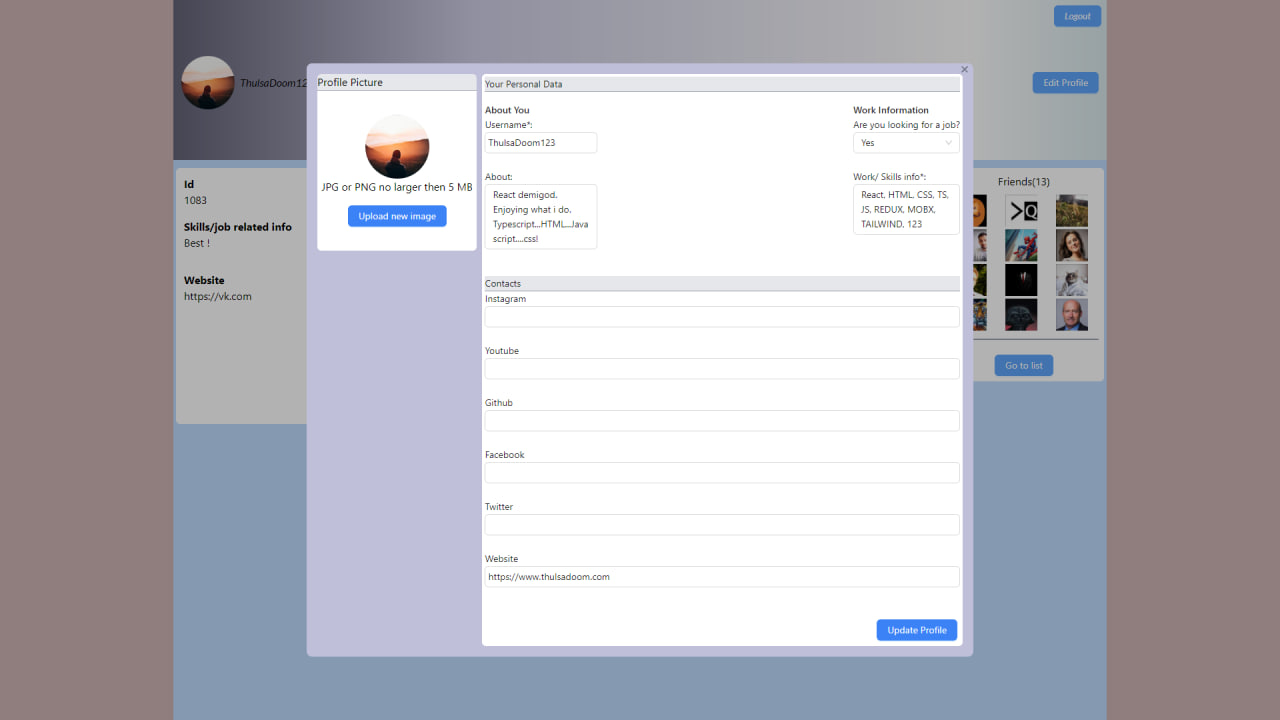 Logout
ThulsaDoom12
Edit Profile
Id
1083
Skills/job related info
Best !
Website
https://vk.com
Profile Picture
JPG or PNG no larger then 5 MB
Upload new image
×
Your Personal Data
About You
Username*:
ThulsaDoom123
About:
React demigod.
Enjoying what i do.
Typescript...HTML...Java
script....css!
Work Information
Are you looking for a job?
Yes
Work/ Skills info*:
React, HTML, CSS, TS,
JS, REDUX, MOBX,
TAILWIND, 123
Contacts
Instagram
Youtube
Github
Facebook
Twitter
Website
https://www.thulsadoom.com
Update Profile
Friends(13)
>Q
Go to list